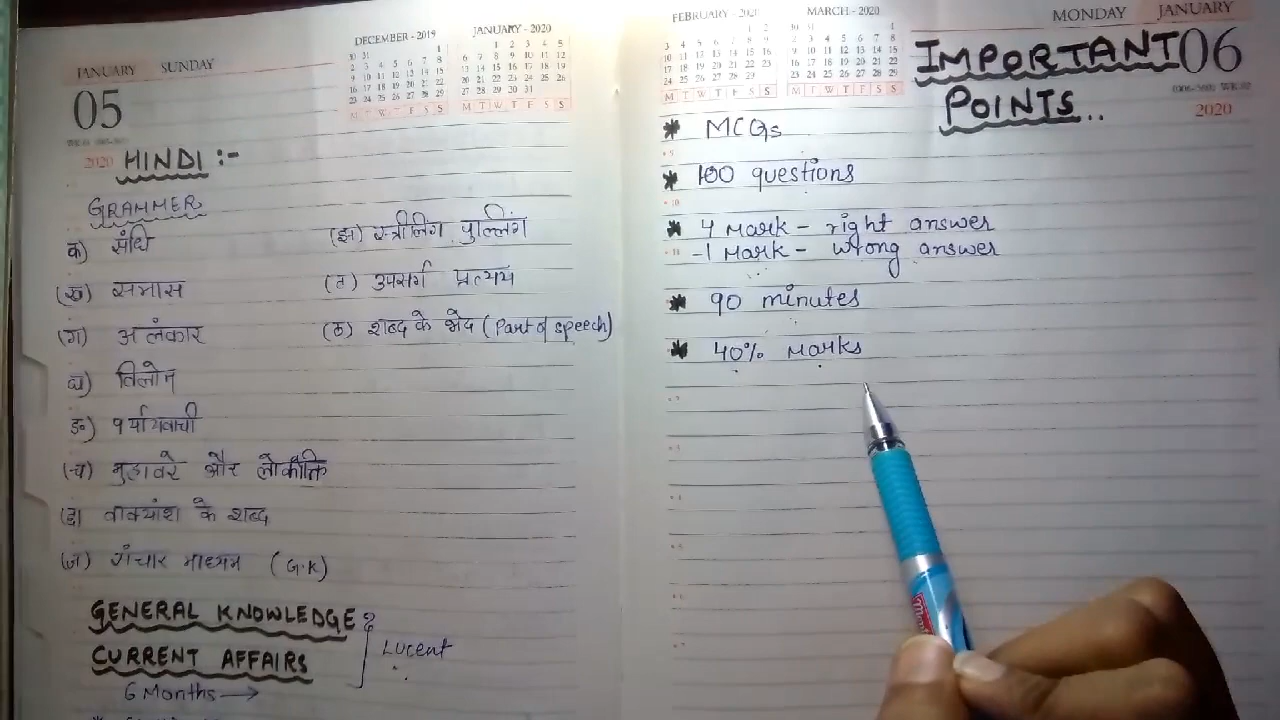 JANUARY SUNDAY
05
2020
DECEMBER - 2019
JANUARY - 2020
M T W T F S S
M T W T F S S
HINDI :-
GRAMMER
क) संधि
(ख) समास
(ग) अलंकार
घ) विलोम
ङ) पर्यायवाची
(च) मुहावरे और लोकोक्ति
(छ) वाक्यांश के शब्द
(ज) संचार माध्यम (G.K)
(झ) स्त्रीलिंग पुल्लिंग
(त) उपसर्ग प्रत्यय
(ठ) शब्द के भेद (Part of speech)
GENERAL KNOWLEDGE &
CURRENT AFFAIRS
Lucent
6 Months →
FEBRUARY - 2020
MARCH - 2020
M T W T F S S
M T W T F S S
MONDAY JANUARY
06
2020
IMPORTANT
POINTS..
* MCQs
* 100 questions
* 4 mark - right answer
-1 mark - wrong answer
* 90 minutes
* 40% marks